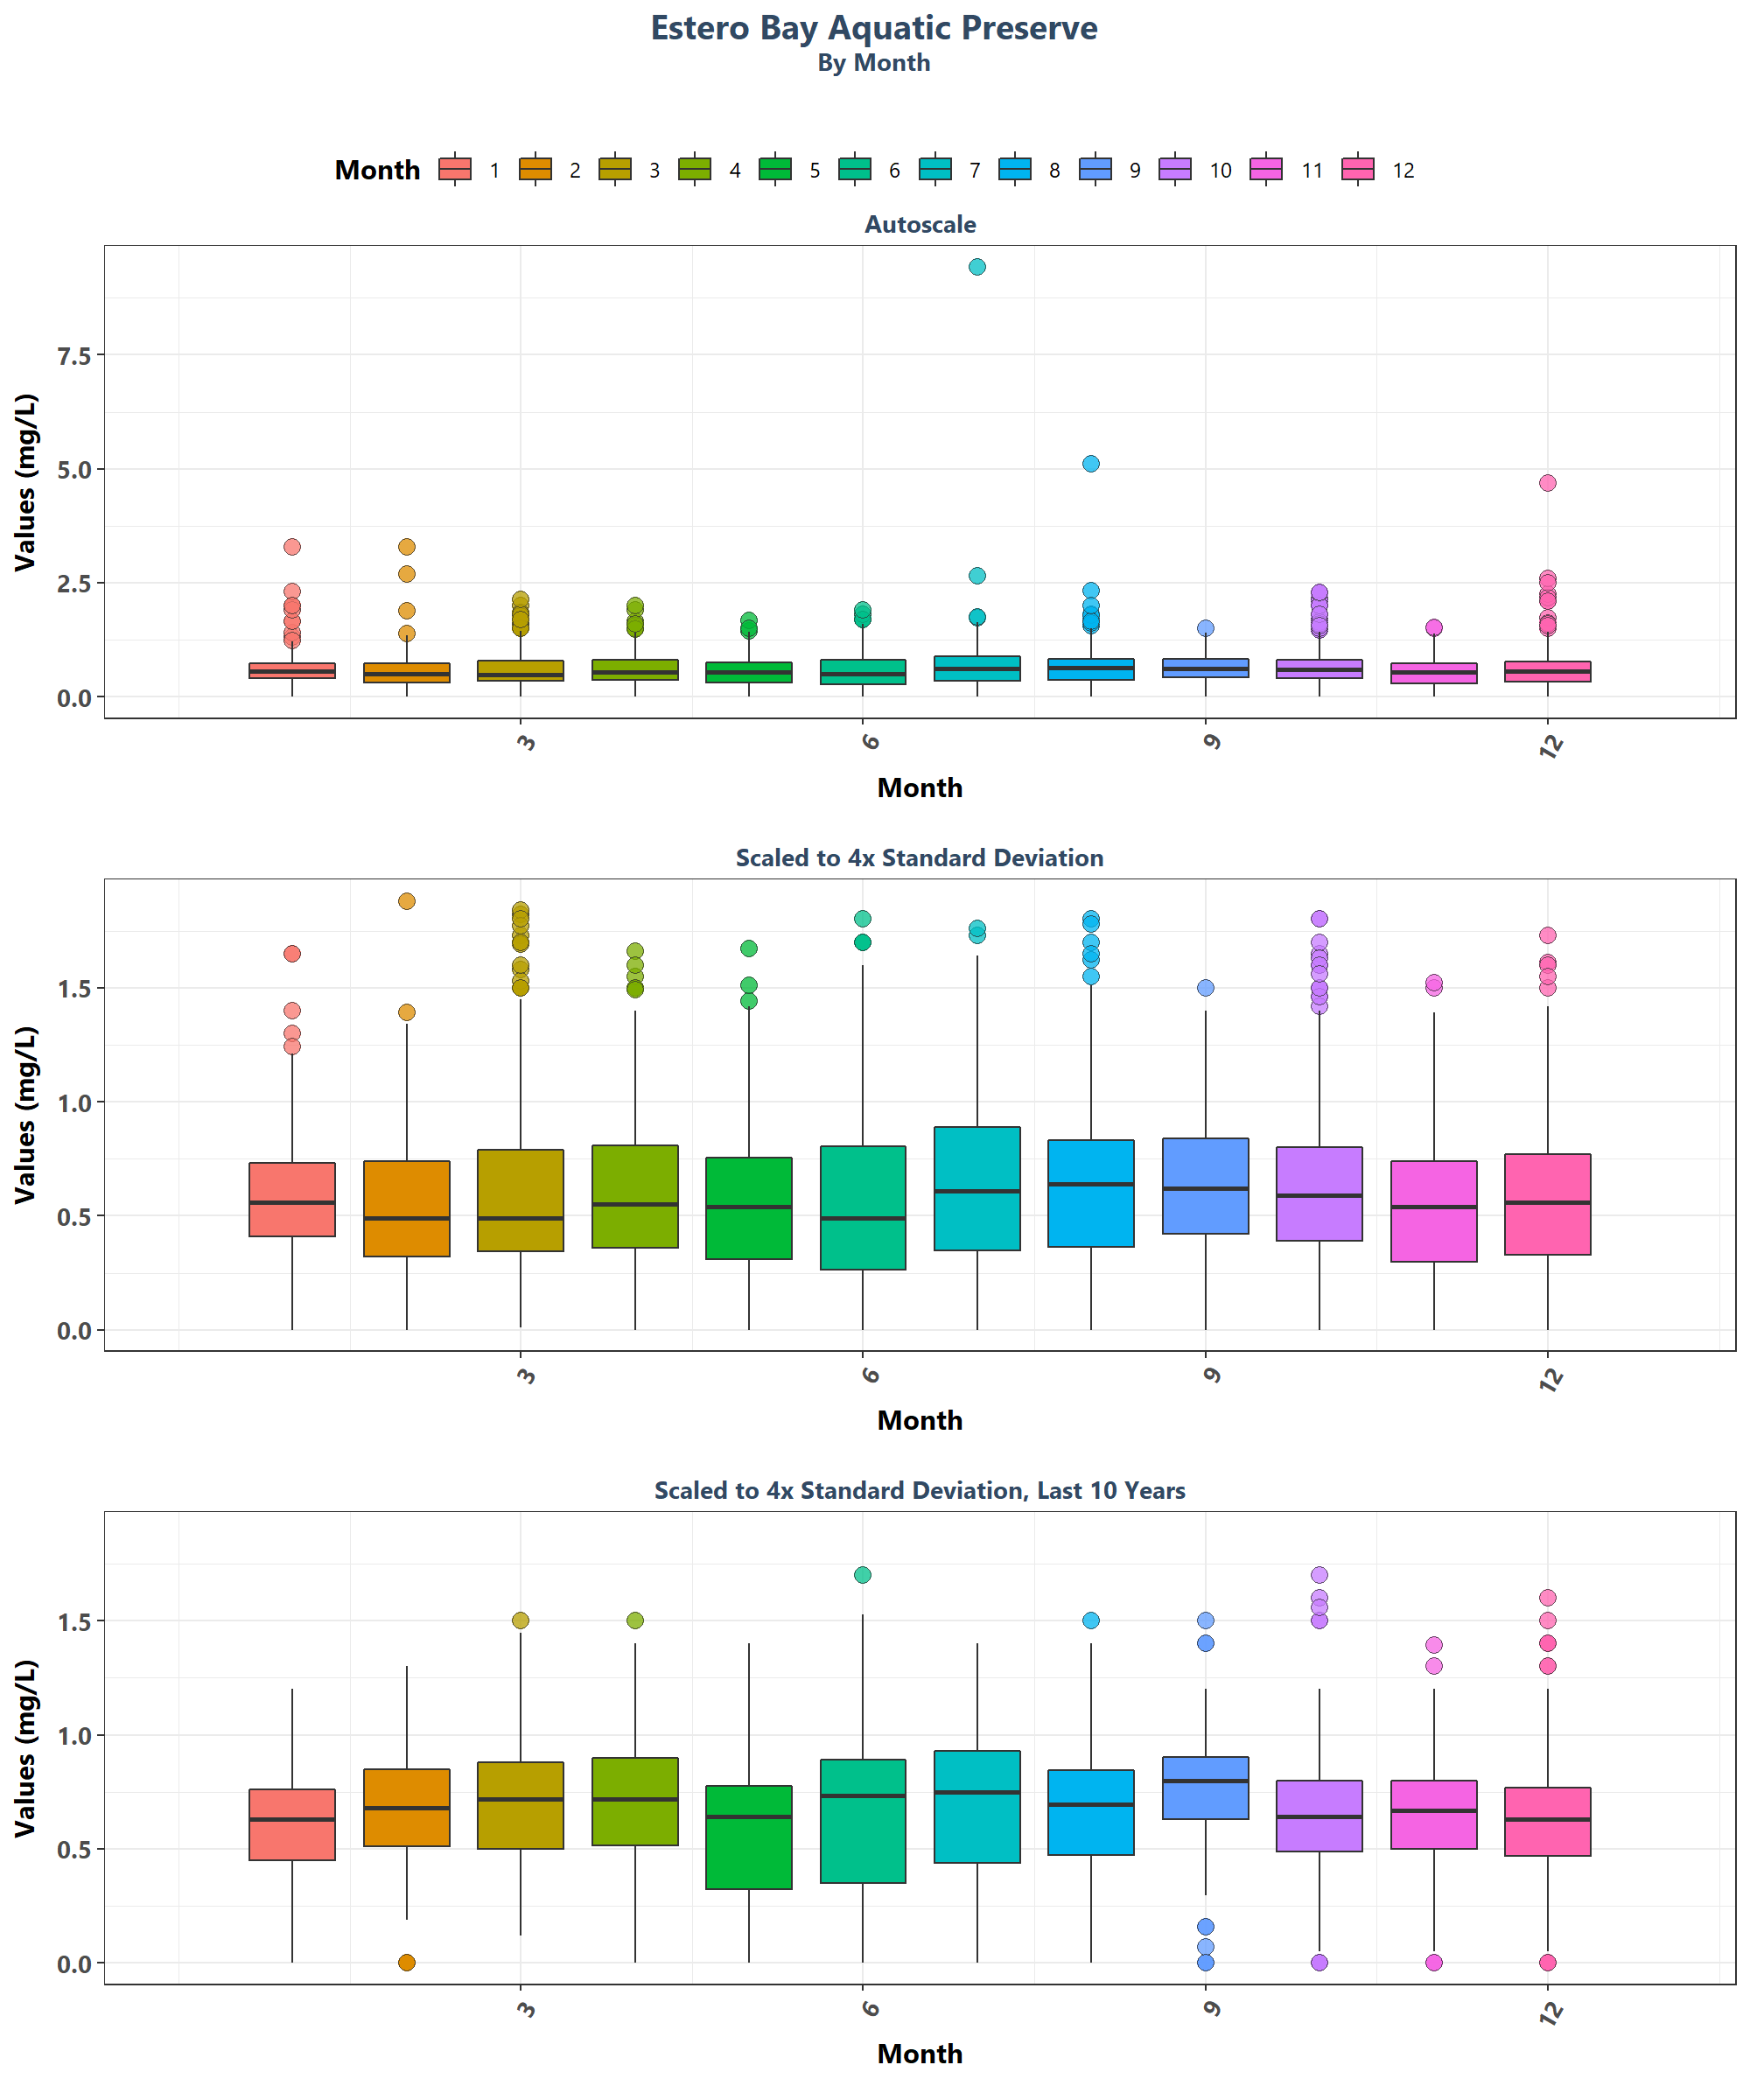 Estero Bay Aquatic Preserve
By Month
Month 1 2 3 4 5 6 7 8 9 10 11 12
Autoscale
Values (mg/L)
7.5
5.0
2.5
0.0
3 6 9 12
Month
Scaled to 4x Standard Deviation
Values (mg/L)
1.5
1.0
0.5
0.0
3 6 9 12
Month
Scaled to 4x Standard Deviation, Last 10 Years
Values (mg/L)
1.5
1.0
0.5
0.0
3 6 9 12
Month